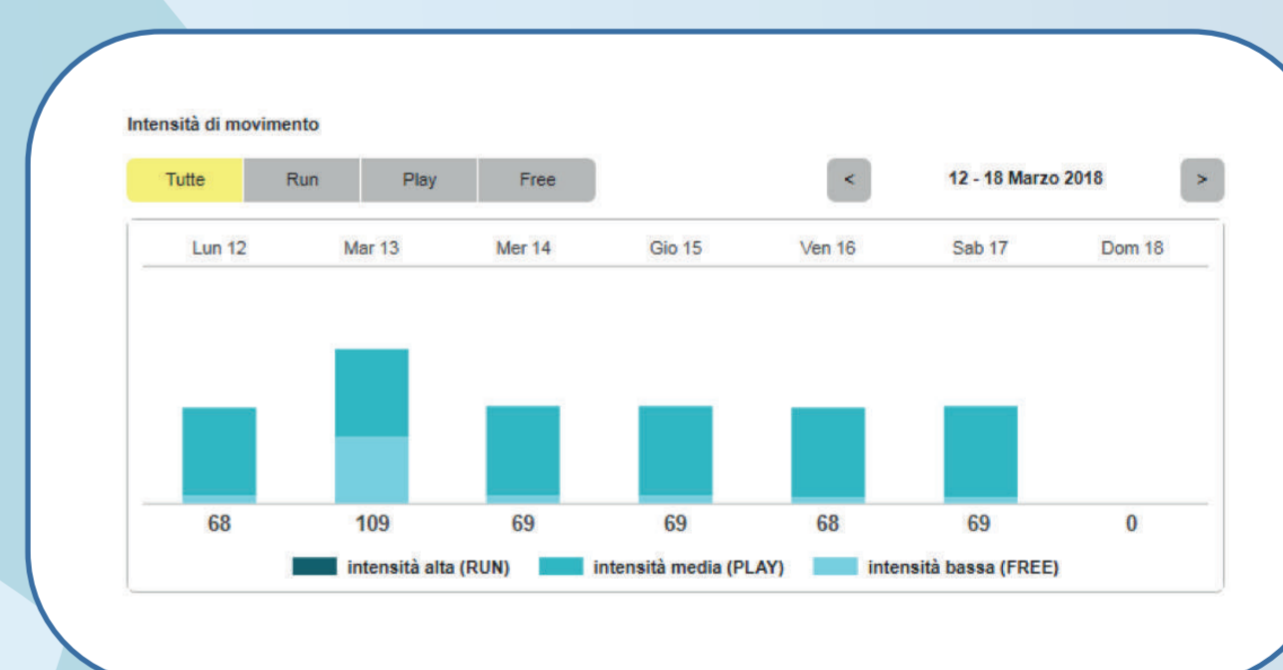 Intensità di movimento
Tutte Run Play Free < 12 - 18 Marzo 2018 >
Lun 12 Mar 13 Mer 14 Gio 15 Ven 16 Sab 17 Dom 18
68 109 69 69 68 69 0
intensità alta (RUN) intensità media (PLAY) intensità bassa (FREE)